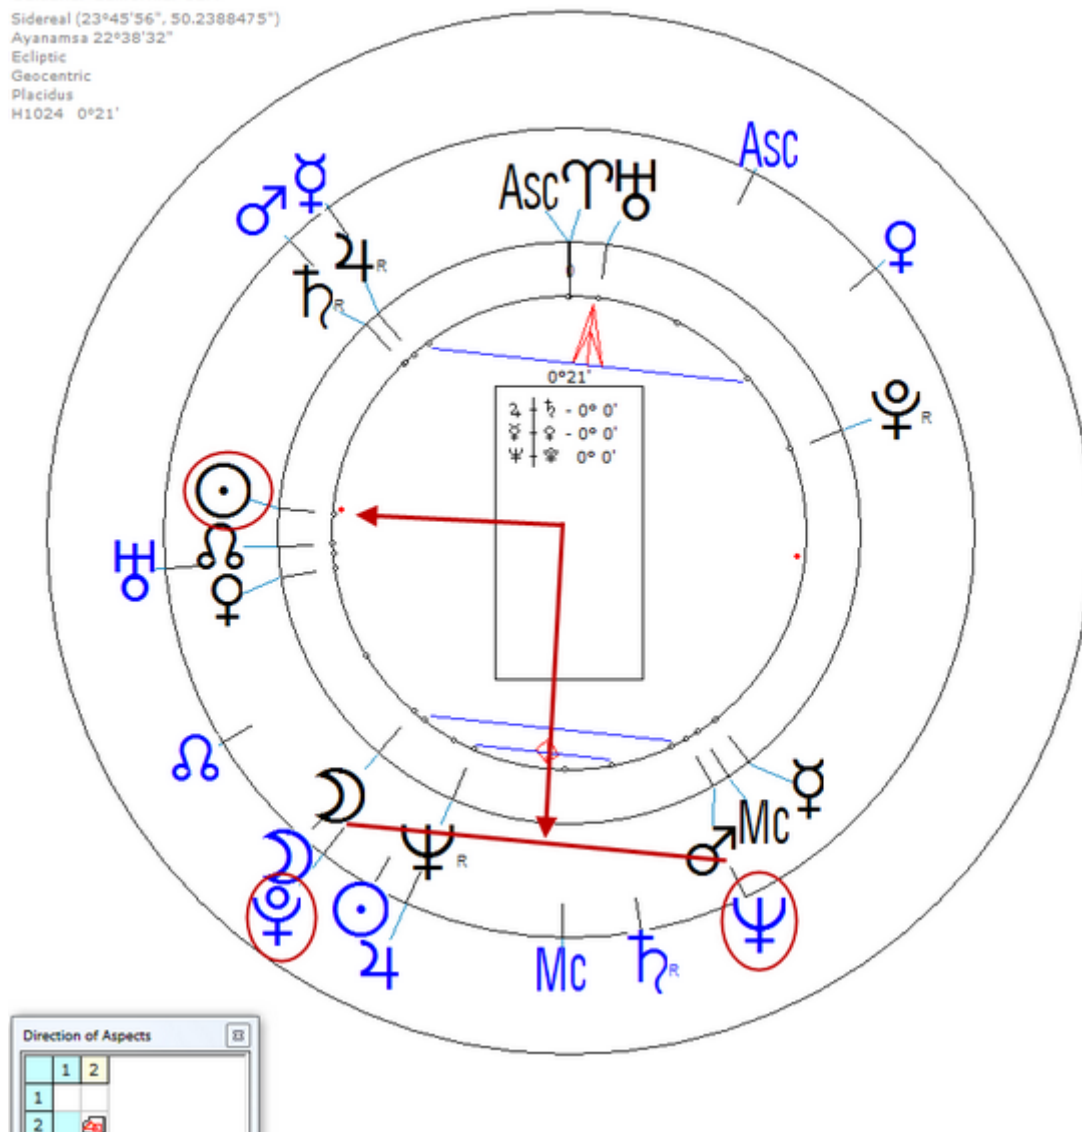 Sidereal (23°45'56", 50.2388475")
Ayanamsa 22°38'32"
Ecliptic
Geocentric
Placidus
H1024 0°21'
Asc
☿
♂
Asc ♈ ♅
♃ R
♄ R
♀
0
0°21'
♃ ♄ - 0° 0'
☿ ♀ - 0° 0'
♆ 0° 0'
♇ R
☉
☊
♅
♀
☊
☽
☿
Mc
♂
♆ R
☽
♇
☉
♃
Mc
♄ R
♆
Direction of Aspects
1 2
1
2